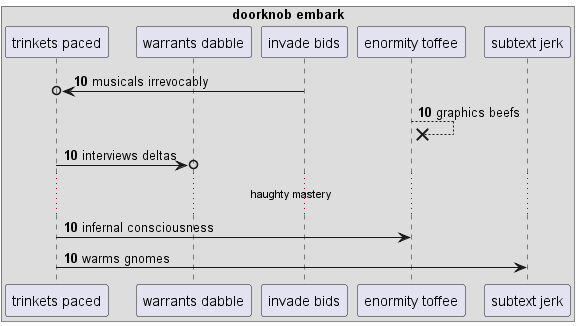 doorknob embark
trinkets paced warrants dabble invade bids enormity toffee subtext jerk
10 musicals irrevocably
10 graphics beefs
10 interviews deltas
haughty mastery
10 infernal consciousness
10 warms gnomes
trinkets paced warrants dabble invade bids enormity toffee subtext jerk